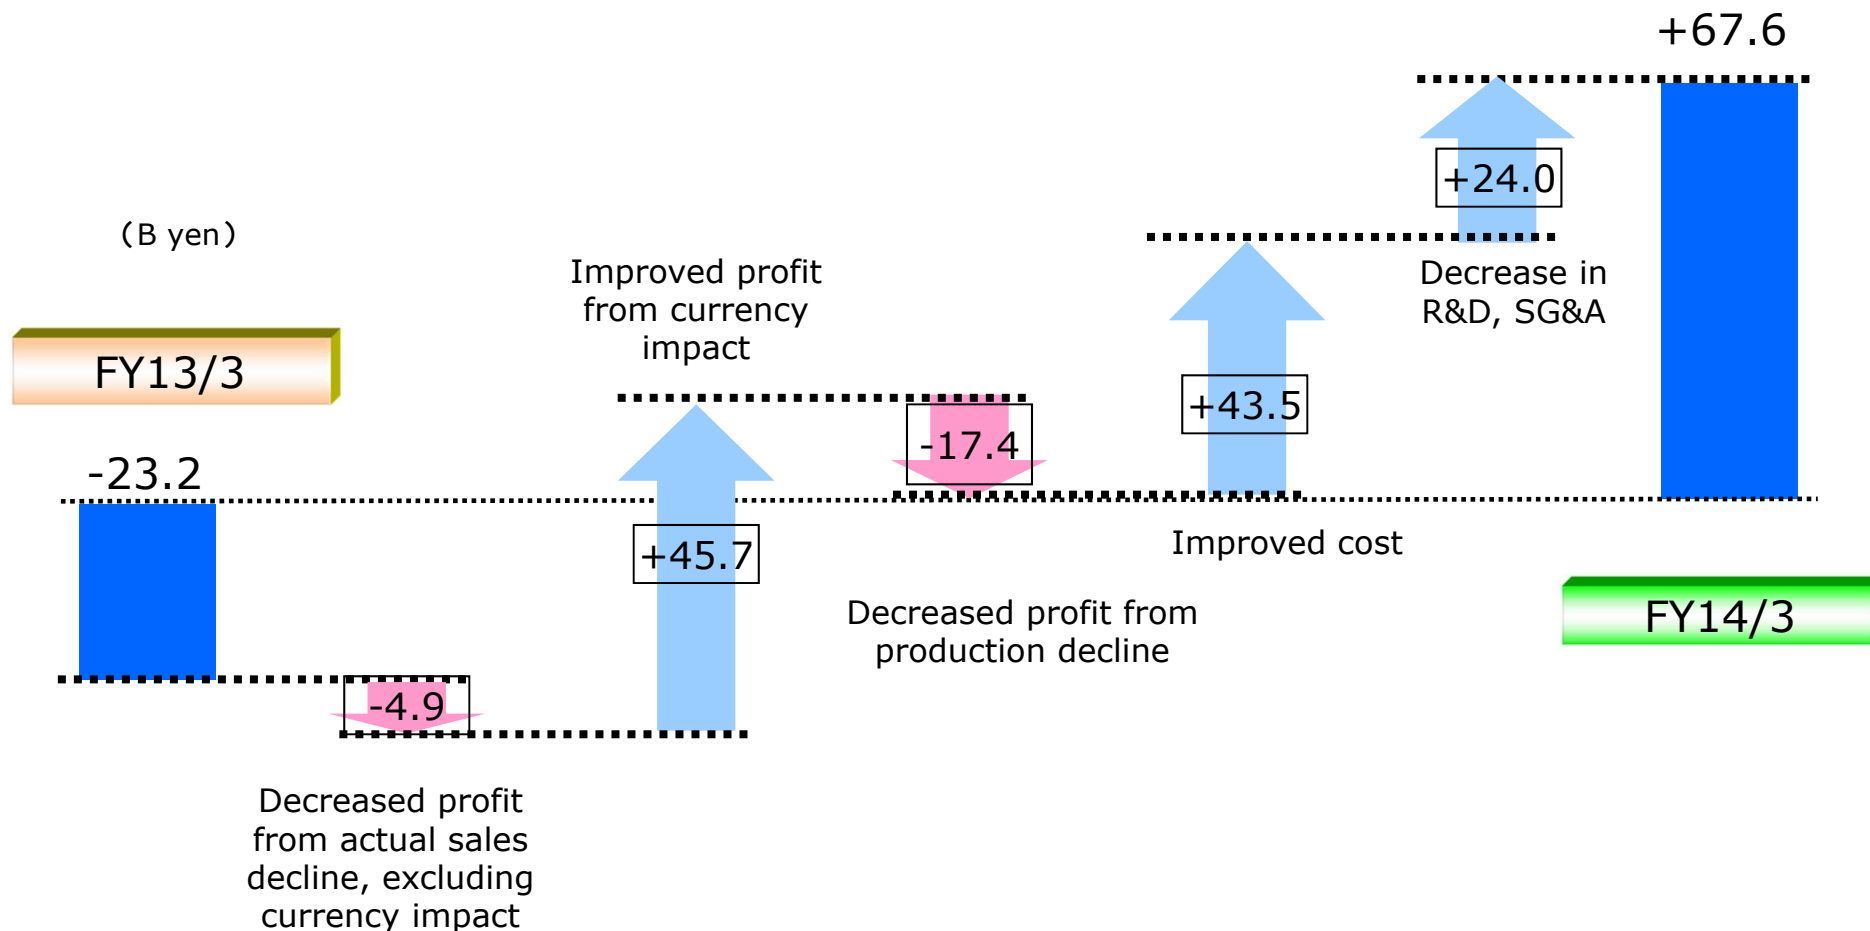 +67.6
+24.0
(B yen)
Improved profit
from currency
impact
Decrease in
R&D, SG&A
FY13/3
+43.5
-17.4
-23.2
+45.7
Improved cost
Decreased profit from
production decline
FY14/3
-4.9
Decreased profit
from actual sales
decline, excluding
currency impact